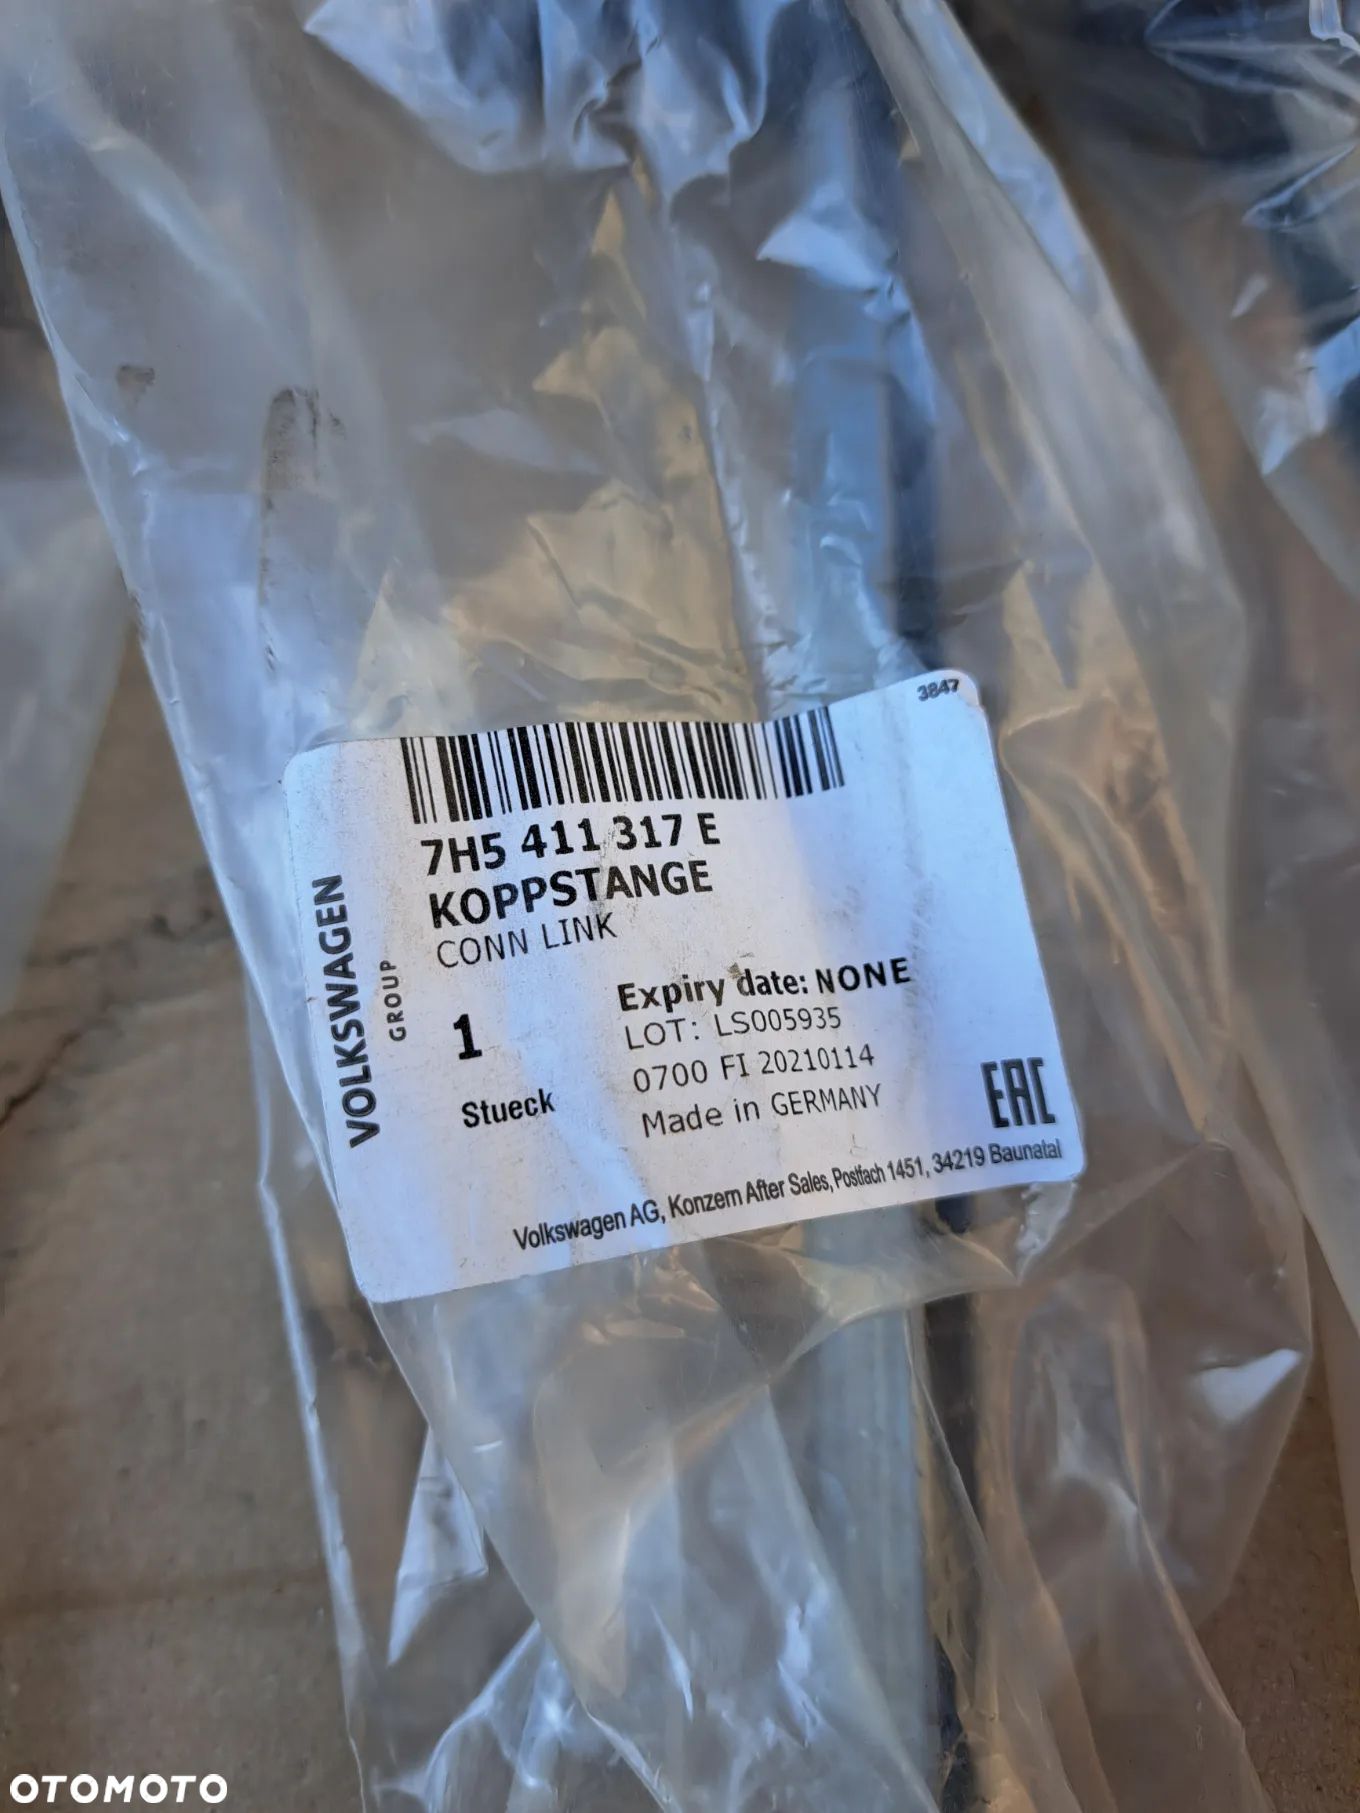 3847
7H5 411 317 E
KOPPSTANGE
CONN LINK
VOLKSWAGEN
GROUP
1
Stueck
Expiry date: NONE
LOT: LS005935
0700 FI 20210114
Made in GERMANY
EAC
Volkswagen AG, Konzern After Sales, Postfach 1451, 34219 Baunatal
OTOMOTO